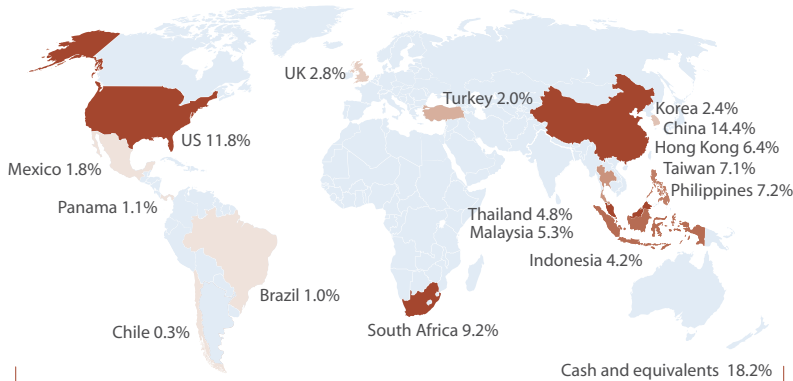 UK 2.8%
Turkey 2.0%
Korea 2.4%
China 14.4%
US 11.8%
Hong Kong 6.4%
Mexico 1.8%
Taiwan 7.1%
Philippines 7.2%
Panama 1.1%
Thailand 4.8%
Malaysia 5.3%
Indonesia 4.2%
Brazil 1.0%
Chile 0.3%
South Africa 9.2%
Cash and equivalents 18.2%